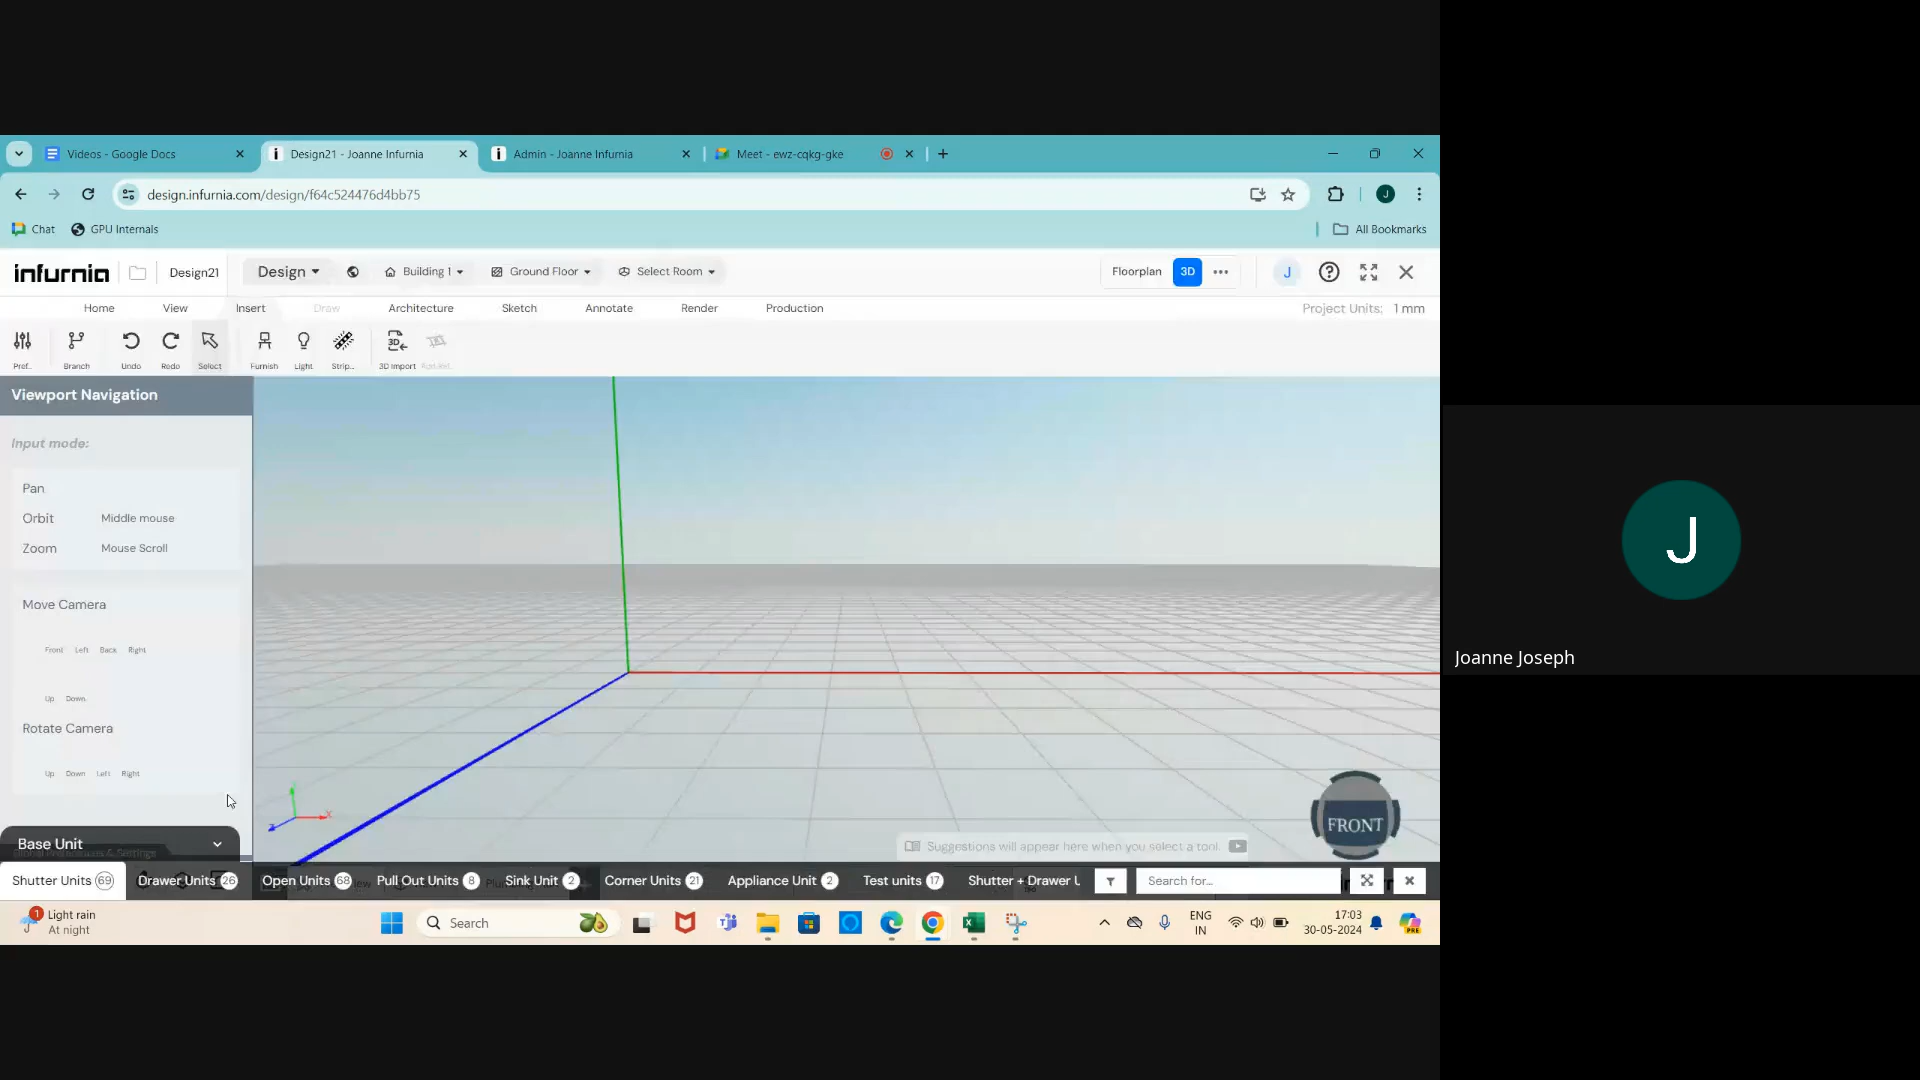 Videos - Google Docs
Design21 - Joanne Infurnia
Admin - Joanne Infurnia
Meet - ewz-cqkg-gke
design.infurnia.com/design/f64c524476d4bb75
J
Chat
GPU Internals
All Bookmarks
infurnia
Design21
Design
Building 1
Ground Floor
Select Room
Floorplan
3D
J
Home
View
Insert
Draw
Architecture
Sketch
Annotate
Render
Production
Project Units: 1 mm
Pref..
Branch
Undo
Redo
Select
Furnish
Light
Strip...
3D Import
Viewport Navigation
Input mode:
Pan
Orbit Middle mouse
Zoom Mouse Scroll
Move Camera
Front Left Back Right
Up Down
Rotate Camera
Up Down Left Right
X
Z
FRONT
J
Joanne Joseph
Base Unit
Suggestions will appear here when you select a tool.
Shutter Units 69
Drawer Units 26
Open Units 68
Pull Out Units 8
Sink Unit 2
Corner Units 21
Appliance Unit 2
Test units 17
Shutter + Drawer U
Search for...
1
Light rain
At night
Search
ENG
IN
17:03
30-05-2024
PRE